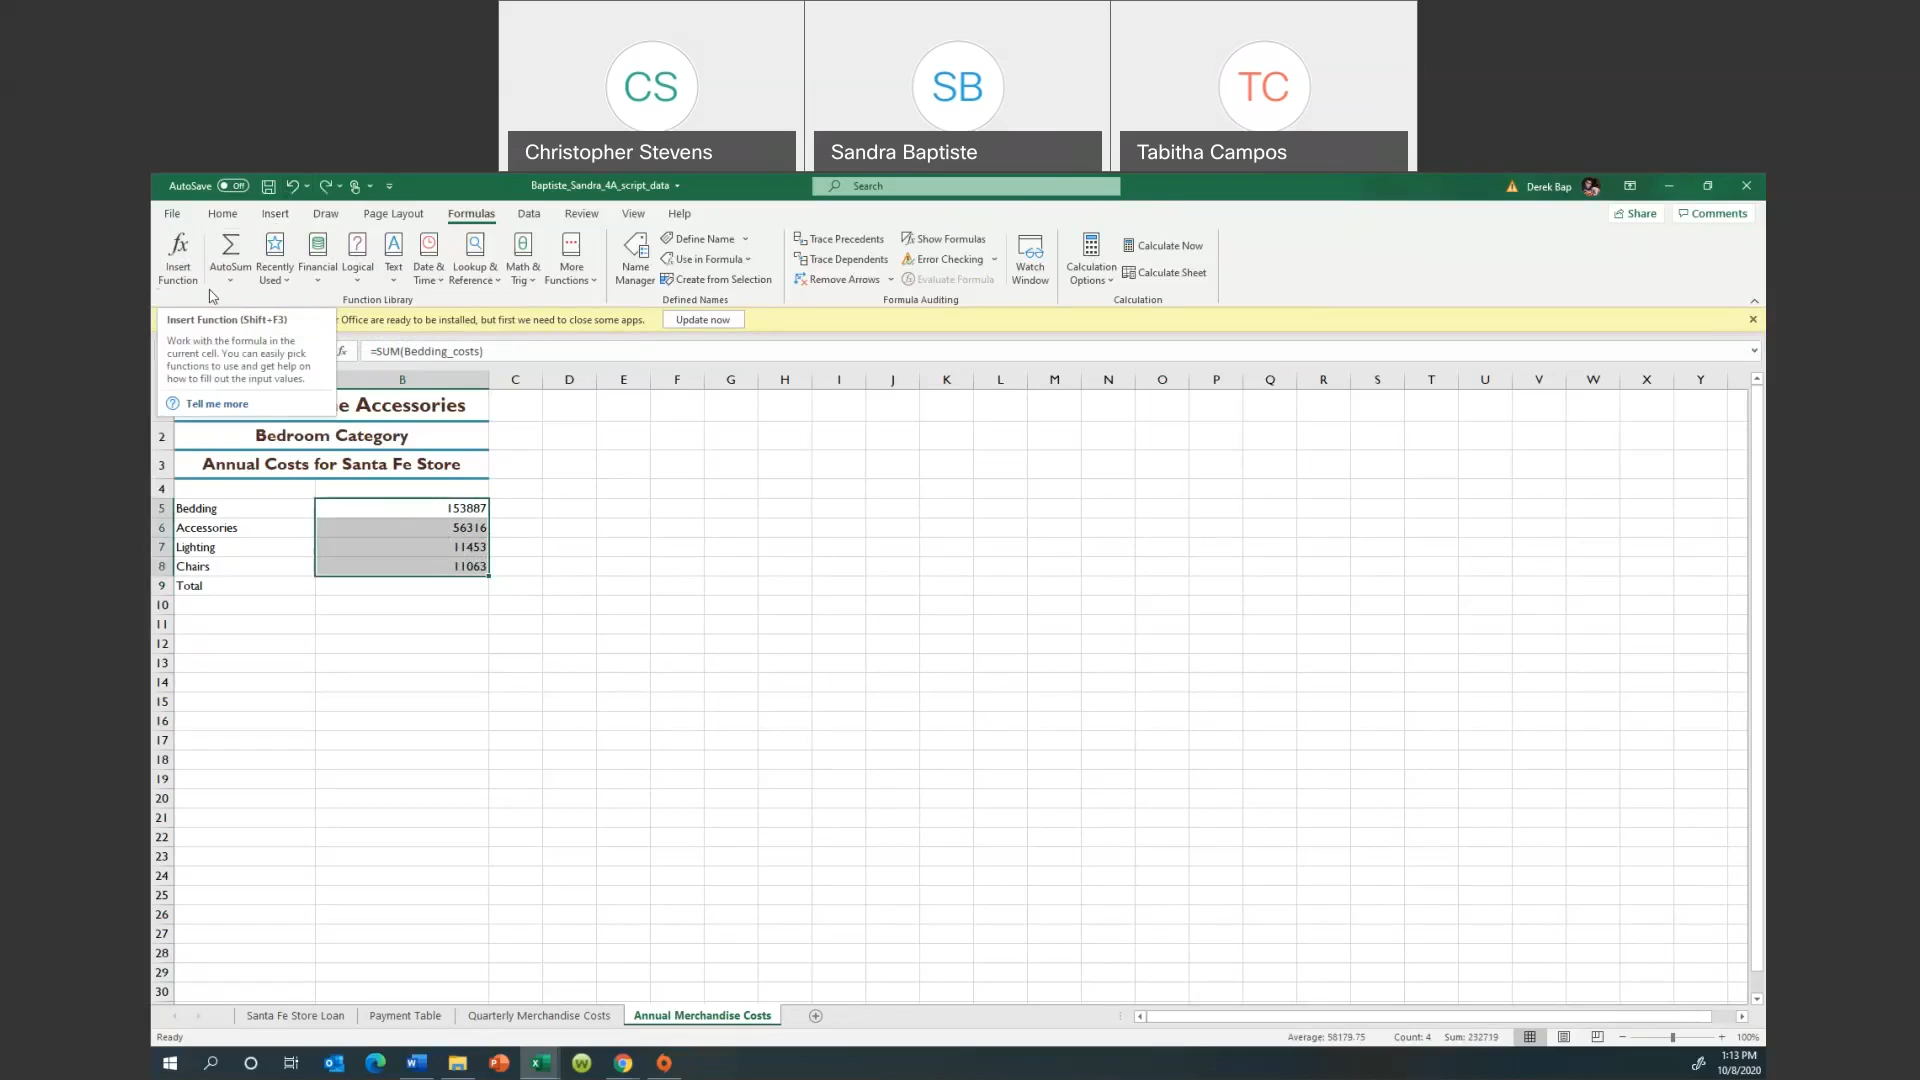 CS
SB
TC
Christopher Stevens
Sandra Baptiste
Tabitha Campos
AutoSave Off
Baptiste_Sandra_4A_script_data
Search
Derek Bap
File Home Insert Draw Page Layout Formulas Data Review View Help
Share Comments
fx
Insert Function
AutoSum
Recently Used
Financial
Logical
Text
Date & Time
Lookup & Reference
Math & Trig
More Functions
Function Library
Name Manager
Define Name
Use in Formula
Create from Selection
Defined Names
Trace Precedents
Trace Dependents
Remove Arrows
Show Formulas
Error Checking
Evaluate Formula
Formula Auditing
Watch Window
Calculation Options
Calculate Now
Calculate Sheet
Calculation
Insert Function (Shift+F3)
Work with the formula in the
current cell. You can easily pick
functions to use and get help on
how to fill out the input values.
Tell me more
Office are ready to be installed, but first we need to close some apps. Update now
fx =SUM(Bedding_costs)
B C D E F G H I J K L M N O P Q R S T U V W X Y
e Accessories
2 Bedroom Category
3 Annual Costs for Santa Fe Store
4
5 Bedding 153887
6 Accessories 56316
7 Lighting 11453
8 Chairs 11063
9 Total
10
11
12
13
14
15
16
17
18
19
20
21
22
23
24
25
26
27
28
29
30
Santa Fe Store Loan Payment Table Quarterly Merchandise Costs Annual Merchandise Costs
Ready Average: 58179.75 Count: 4 Sum: 232719 100%
1:13 PM
10/8/2020